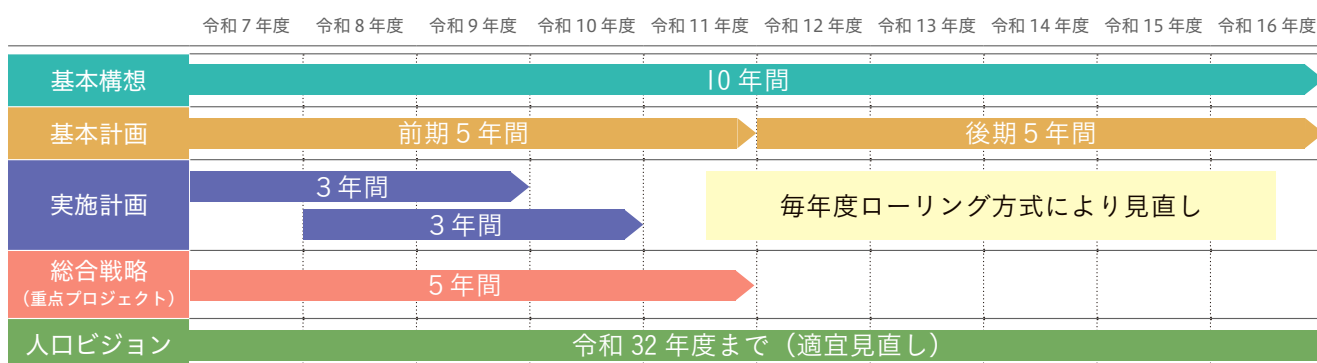 令和７年度 令和８年度 令和９年度 令和 10 年度 令和 11 年度 令和 12 年度 令和 13 年度 令和 14 年度 令和 15 年度 令和 16 年度
基本構想 10 年間
基本計画 前期５年間 後期５年間
実施計画
３年間
３年間
毎年度ローリング方式により見直し
総合戦略
（重点プロジェクト）
５年間
人口ビジョン 令和 32 年度まで（適宜見直し）